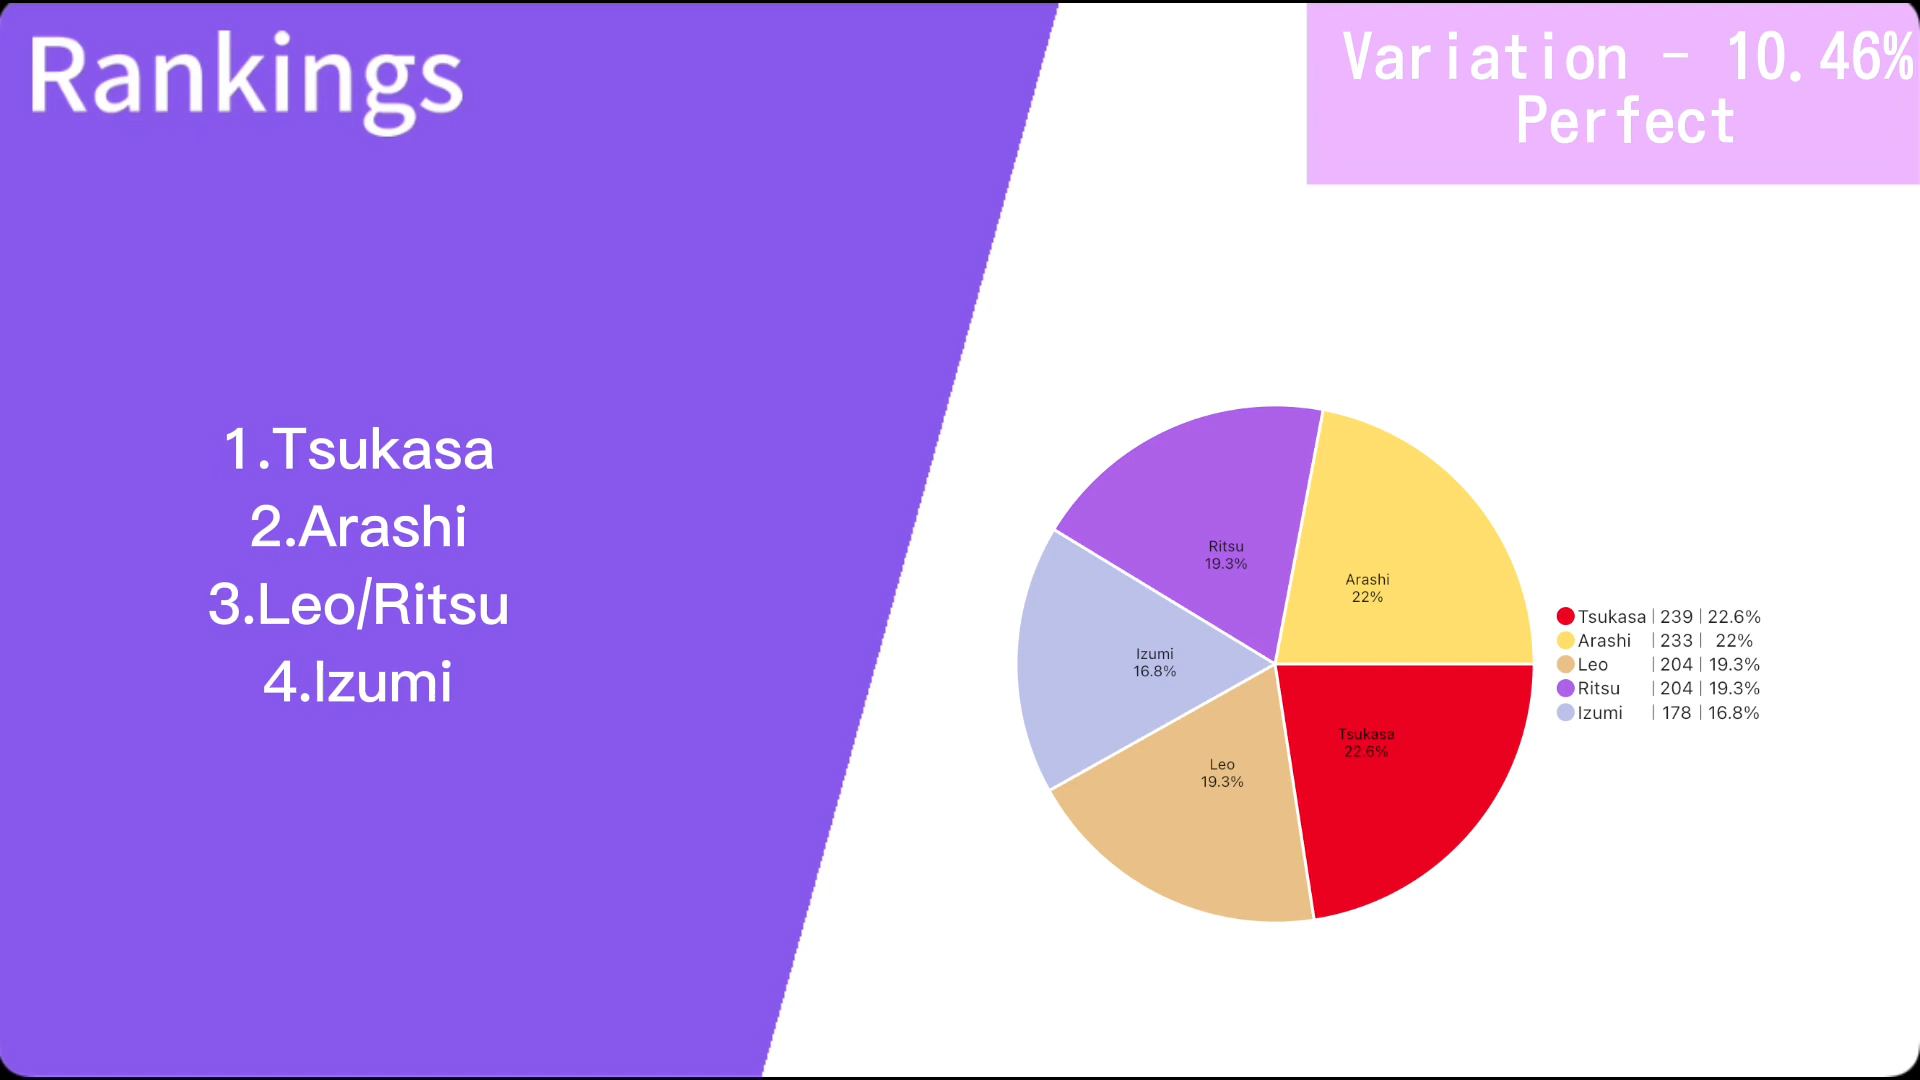 Rankings
Variation - 10.46%
Perfect
1.Tsukasa
2.Arashi
3.Leo/Ritsu
4.Izumi
Ritsu
19.3%
Arashi
22%
Izumi
16.8%
Tsukasa
22.6%
Leo
19.3%
Tsukasa | 239 | 22.6%
Arashi | 233 | 22%
Leo | 204 | 19.3%
Ritsu | 204 | 19.3%
Izumi | 178 | 16.8%